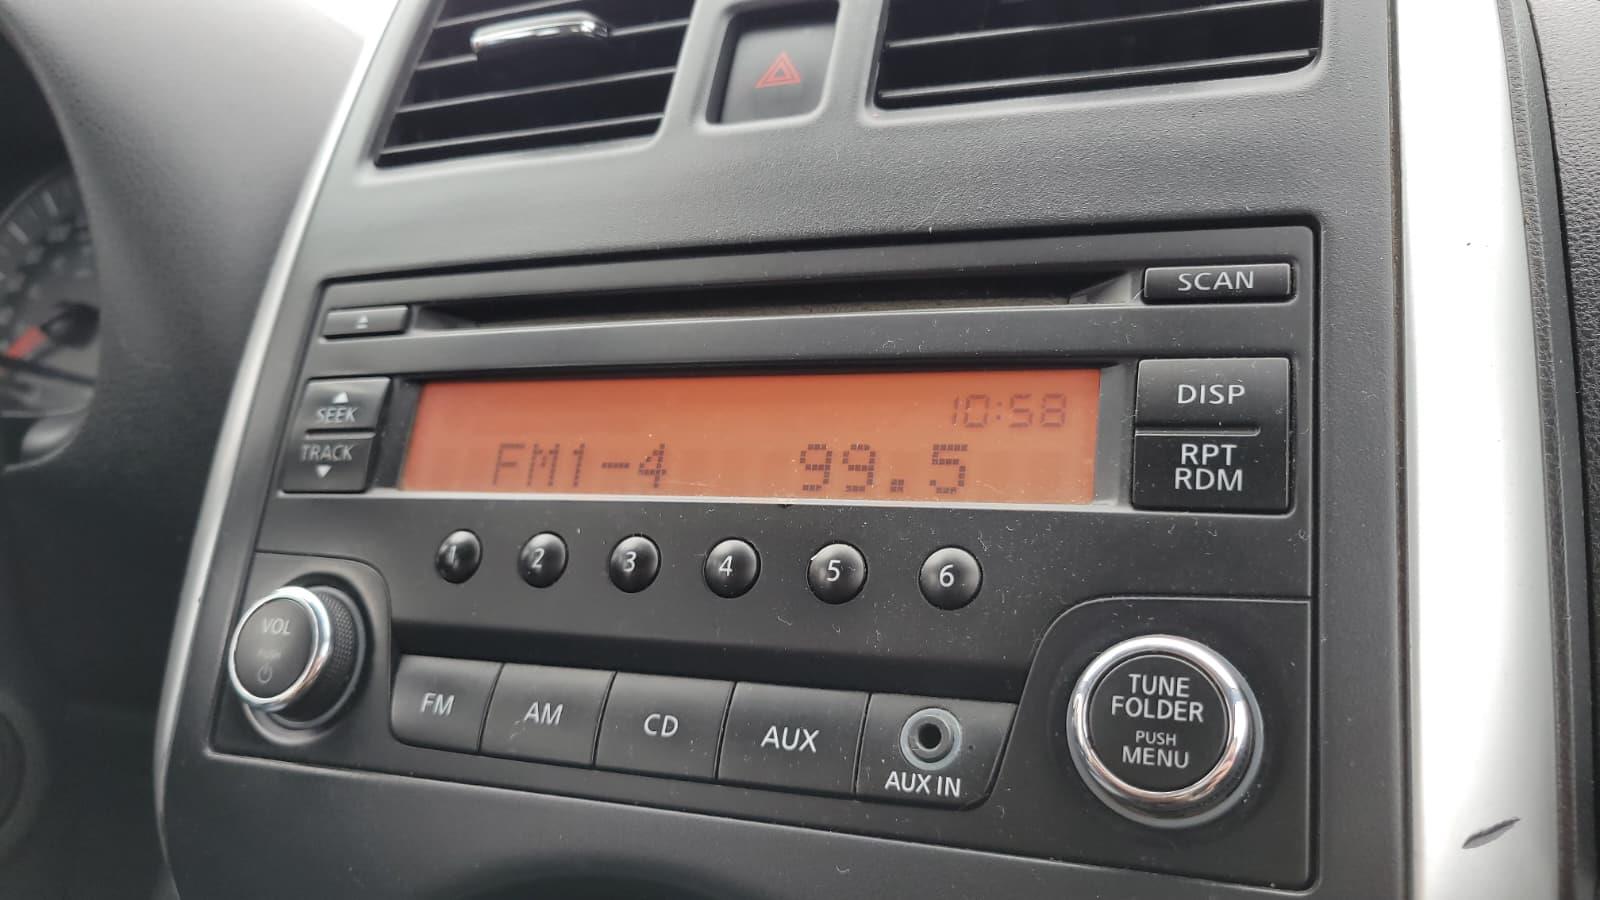 SCAN
SEEK
TRACK
10:58
FM1-4 99.5
DISP
RPT
RDM
1 2 3 4 5 6
VOL
PUSH
FM AM CD AUX
AUX IN
TUNE
FOLDER
PUSH
MENU